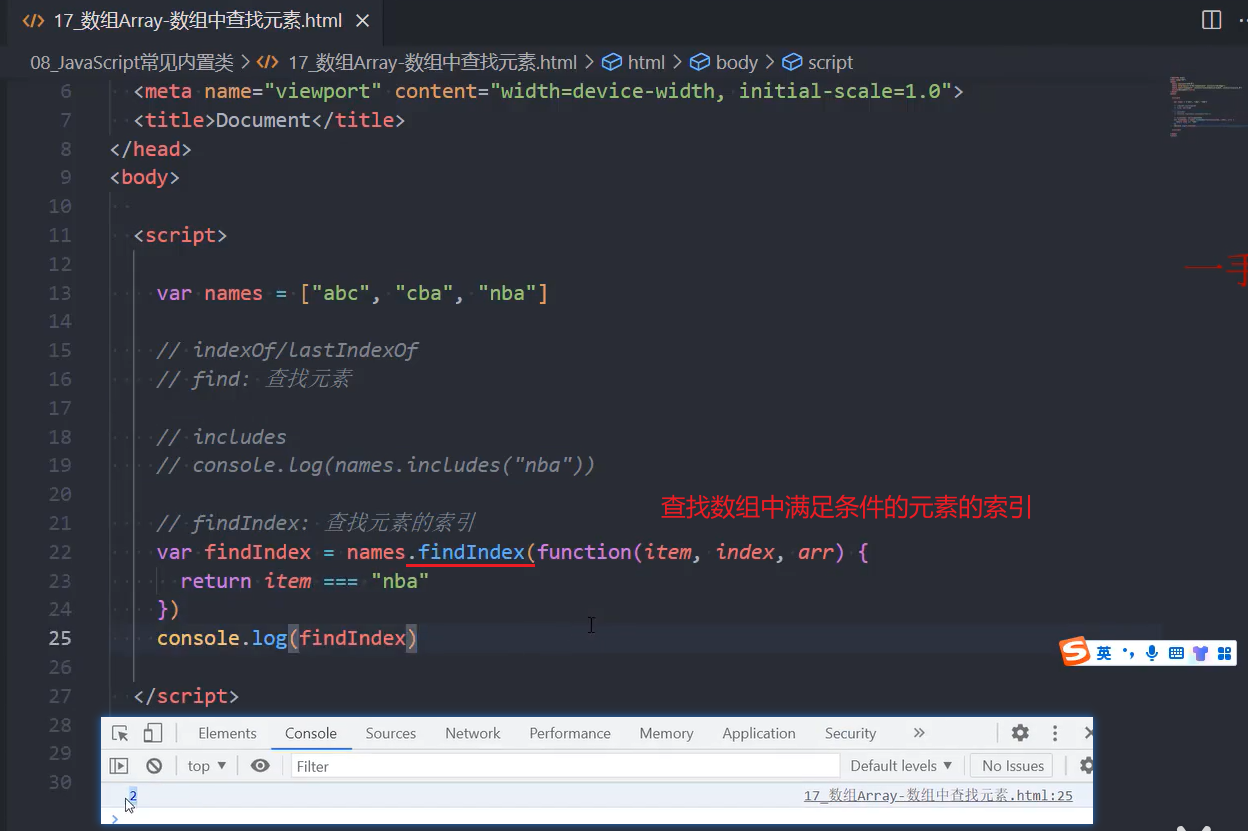 17_数组Array-数组中查找元素.html
08_JavaScript常见内置类 > 17_数组Array-数组中查找元素.html > html > body > script
6 <meta name="viewport" content="width=device-width, initial-scale=1.0">
7 <title>Document</title>
8 </head>
9 <body>
10
11 <script>
12
一手
13 var names = ["abc", "cba", "nba"]
14
15 // indexOf/lastIndexOf
16 // find: 查找元素
17
18 // includes
19 // console.log(names.includes("nba"))
20
查找数组中满足条件的元素的索引
21 // findIndex: 查找元素的索引
22 var findIndex = names.findIndex(function(item, index, arr) {
23 return item === "nba"
24 })
25 console.log(findIndex)
英
26
27 </script>
28
Elements Console Sources Network Performance Memory Application Security »
29
top ▼ Filter Default levels ▼ No Issues
30
2 17_数组Array-数组中查找元素.html:25
>